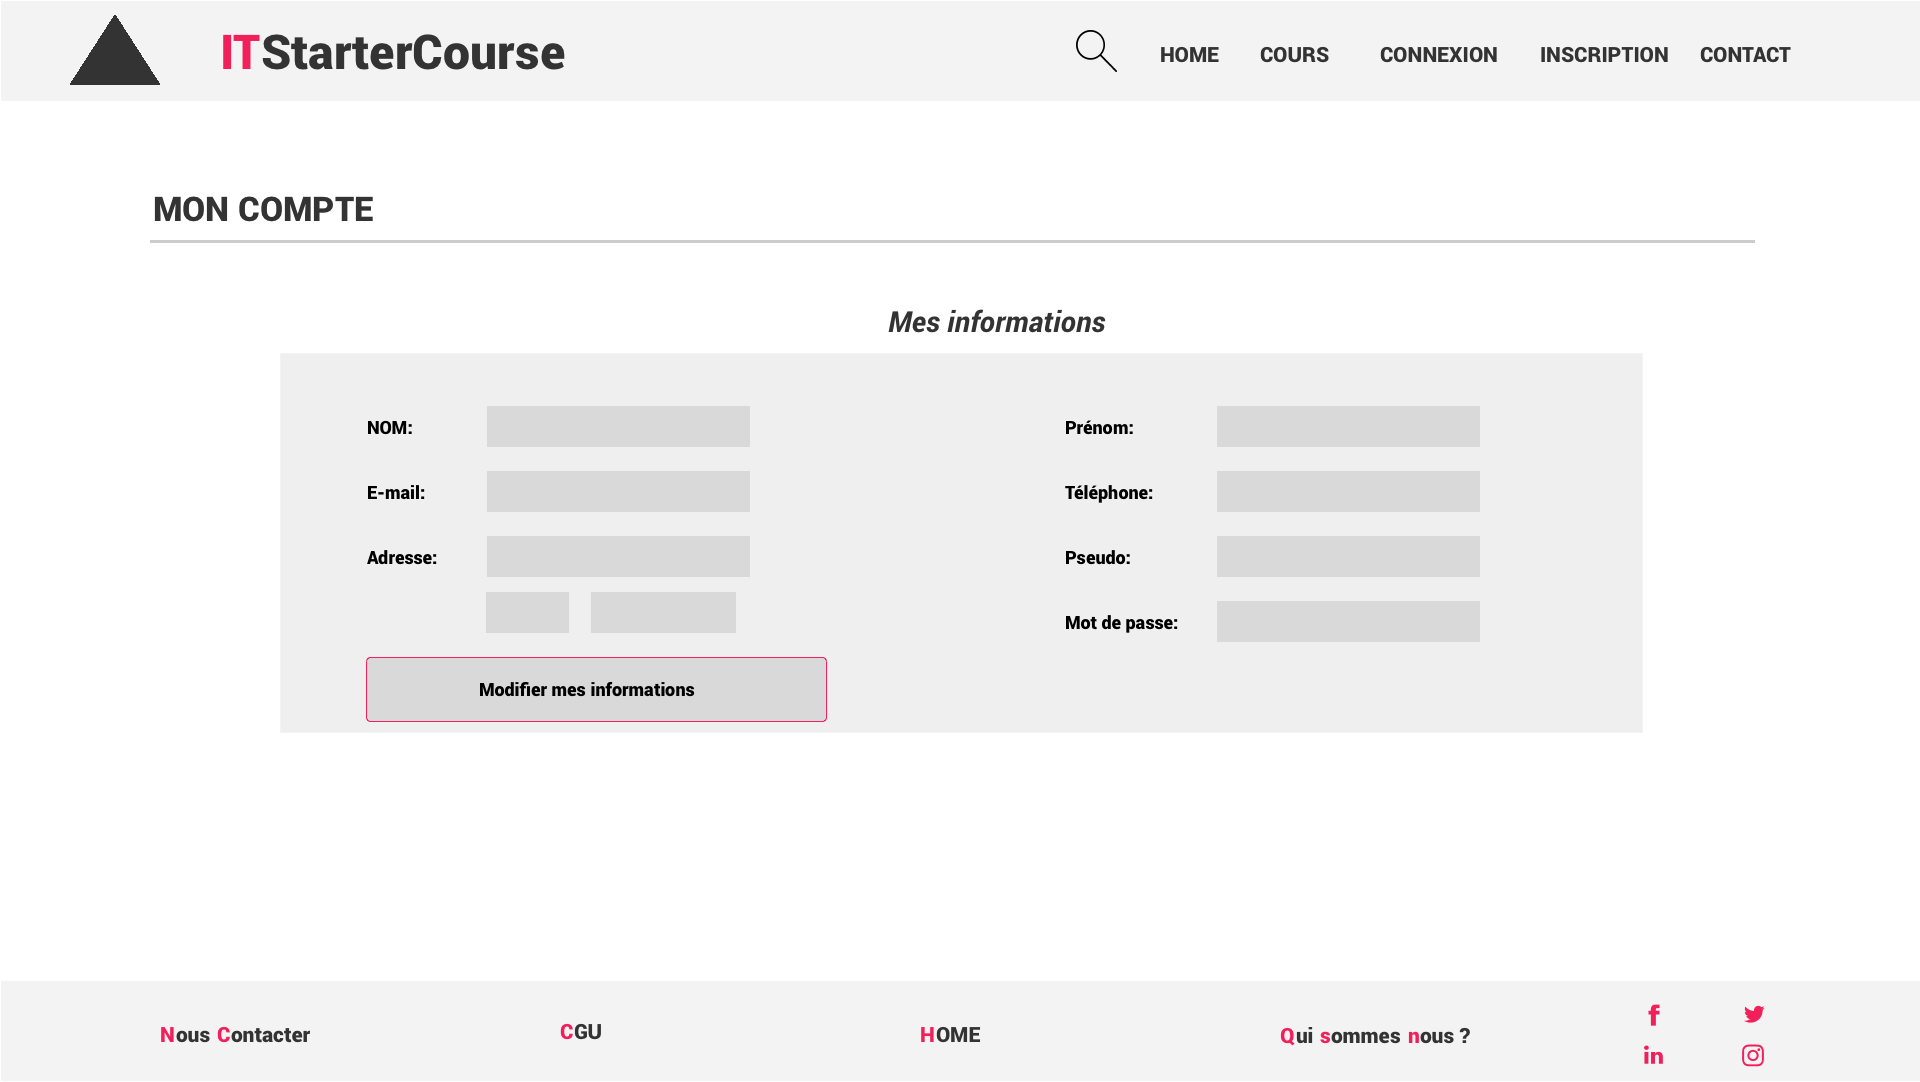 ITStarterCourse
HOME COURS CONNEXION INSCRIPTION CONTACT
MON COMPTE
Mes informations
NOM:
Prénom:
E-mail:
Téléphone:
Adresse:
Pseudo:
Mot de passe:
Modifier mes informations
Nous Contacter
CGU
HOME
Qui sommes nous ?